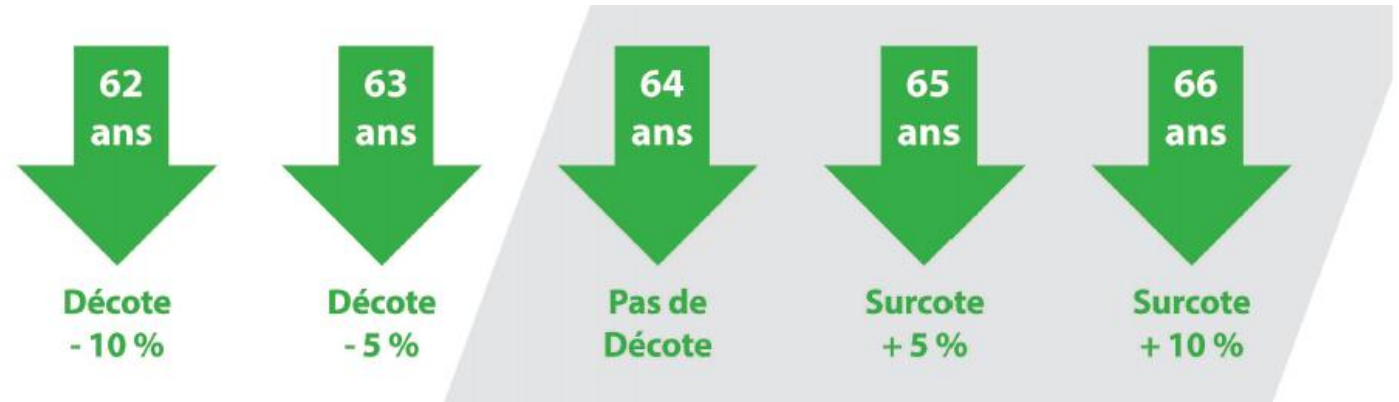 62
ans
63
ans
64
ans
65
ans
66
ans
Décote
- 10 %
Décote
- 5 %
Pas de
Décote
Surcote
+ 5 %
Surcote
+ 10 %